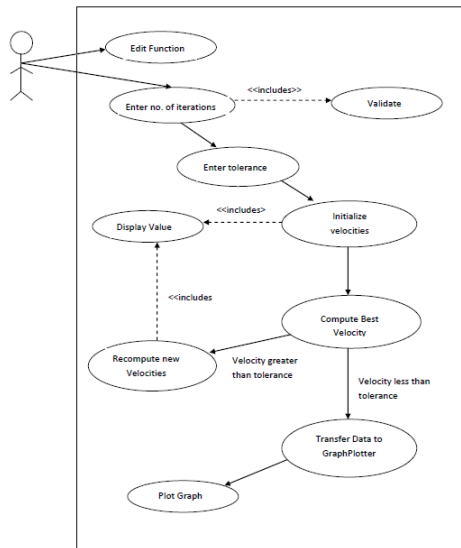 Edit Function
<<includes>>
Enter no. of iterations
Validate
Enter tolerance
<<includes>
Display Value
Initialize
velocities
<<includes
Compute Best
Velocity
Recompute new
Velocities
Velocity greater
than tolerance
Velocity less than
tolerance
Transfer Data to
GraphPlotter
Plot Graph